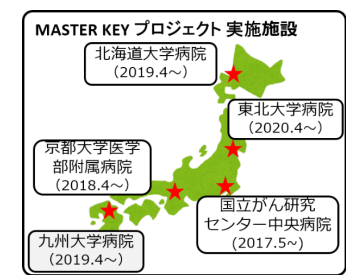 MASTER KEY プロジェクト 実施施設
北海道大学病院
（2019.4～）
東北大学病院
（2020.4～）
京都大学医学
部附属病院
（2018.4～）
国立がん研究
センター中央病院
（2017.5~）
九州大学病院
（2019.4～）